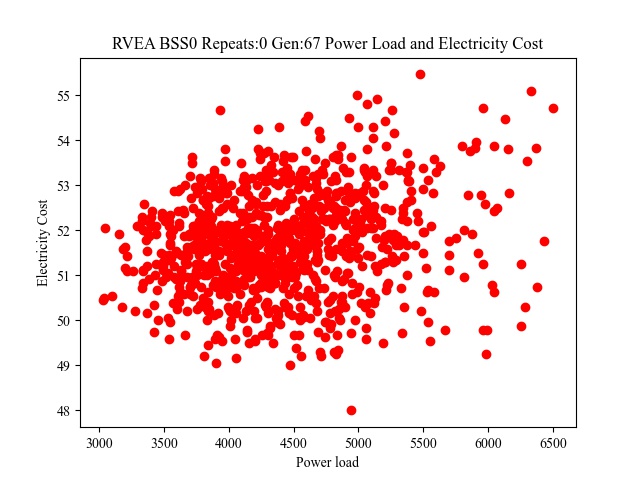 RVEA BSS0 Repeats:0 Gen:67 Power Load and Electricity Cost
55
54
53
52
51
50
49
48
Electricity Cost
3000 3500 4000 4500 5000 5500 6000 6500
Power load